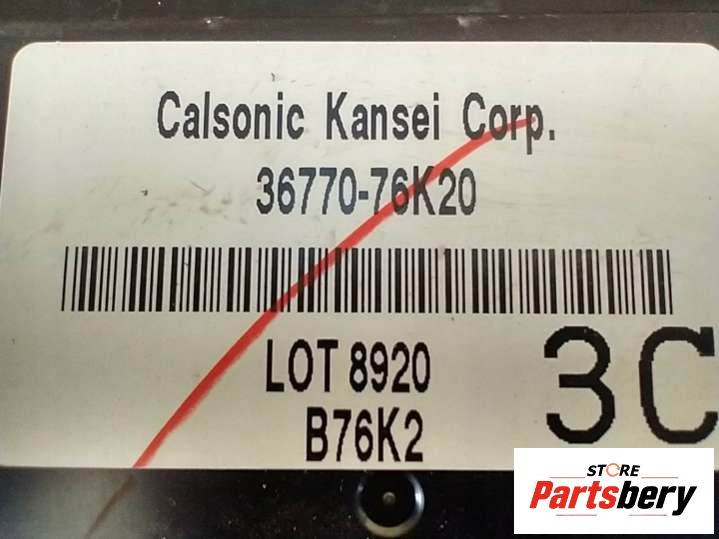 Calsonic Kansei Corp.
36770-76K20
LOT 8920
B76K2
3C
STORE
Partsbery